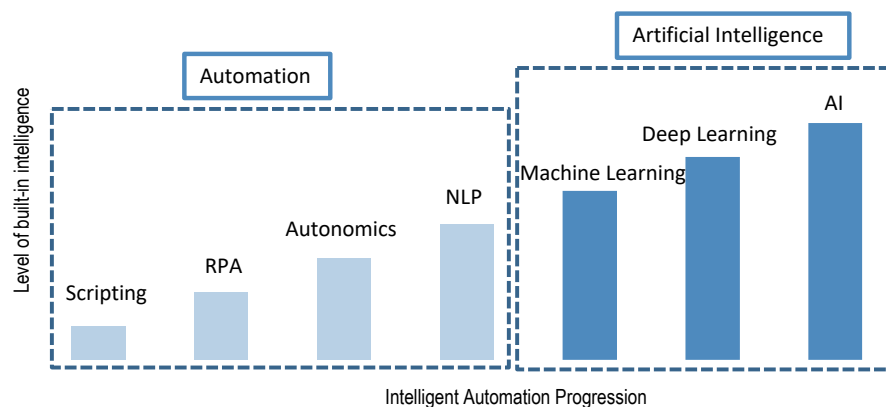 Artificial Intelligence
Automation
AI
Deep Learning
Machine Learning
NLP
Autonomics
RPA
Scripting
Level of built-in intelligence
Intelligent Automation Progression